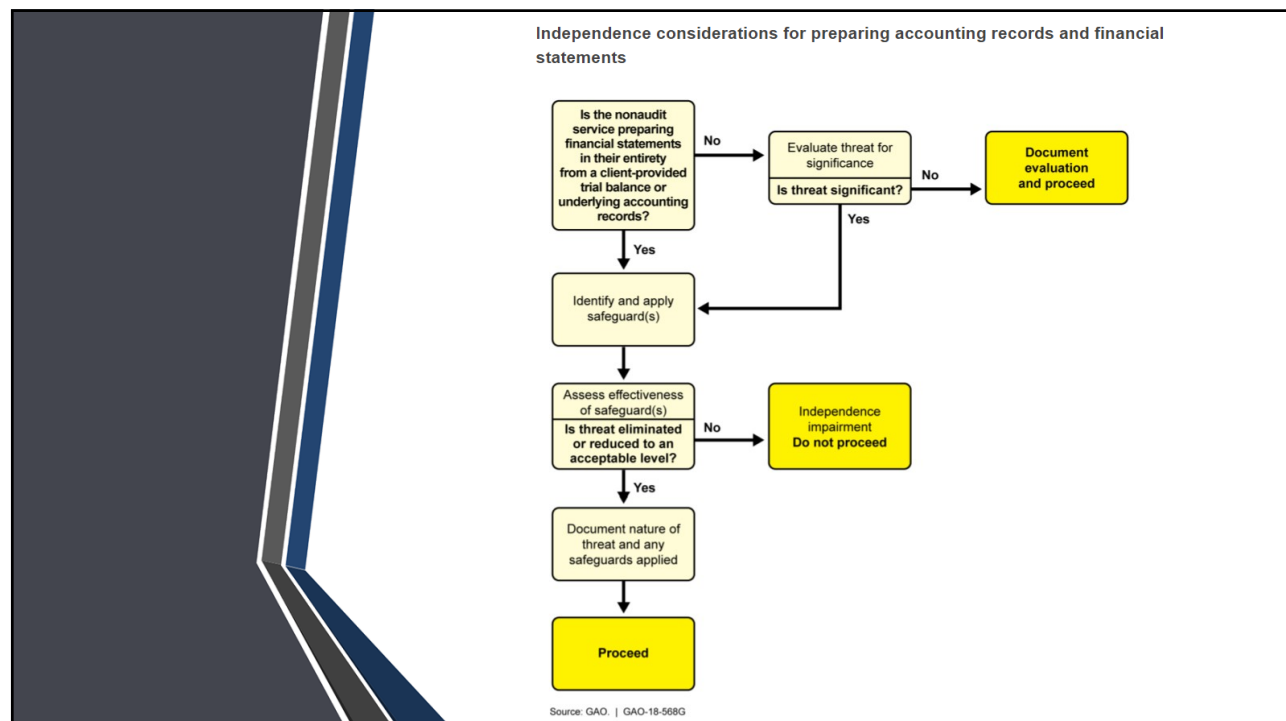 Independence considerations for preparing accounting records and financial
statements
Is the nonaudit
service preparing
financial statements
in their entirety
from a client-provided
trial balance or
underlying accounting
records?
No
Evaluate threat for
significance
Is threat significant?
No
Document
evaluation
and proceed
Yes
Yes
Identify and apply
safeguard(s)
Assess effectiveness
of safeguard(s)
Is threat eliminated
or reduced to an
acceptable level?
No
Independence
impairment
Do not proceed
Yes
Document nature of
threat and any
safeguards applied
Proceed
Source: GAO. | GAO-18-568G